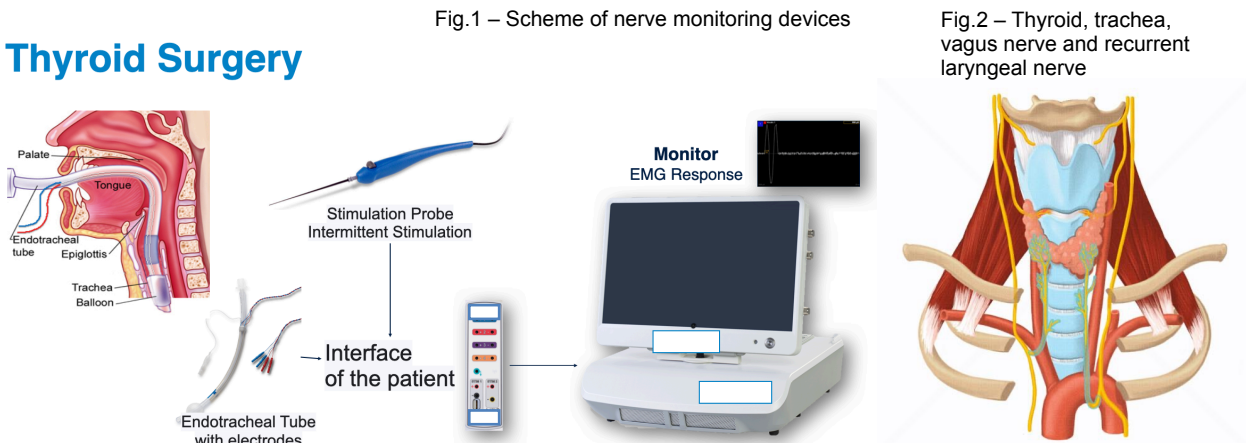 Fig.1 – Scheme of nerve monitoring devices
Fig.2 – Thyroid, trachea,
vagus nerve and recurrent
laryngeal nerve
Thyroid Surgery
Palate
Tongue
Endotracheal
tube
Epiglottis
Trachea
Balloon
Stimulation Probe
Intermittent Stimulation
Monitor
EMG Response
Interface
of the patient
Endotracheal Tube
with electrodes